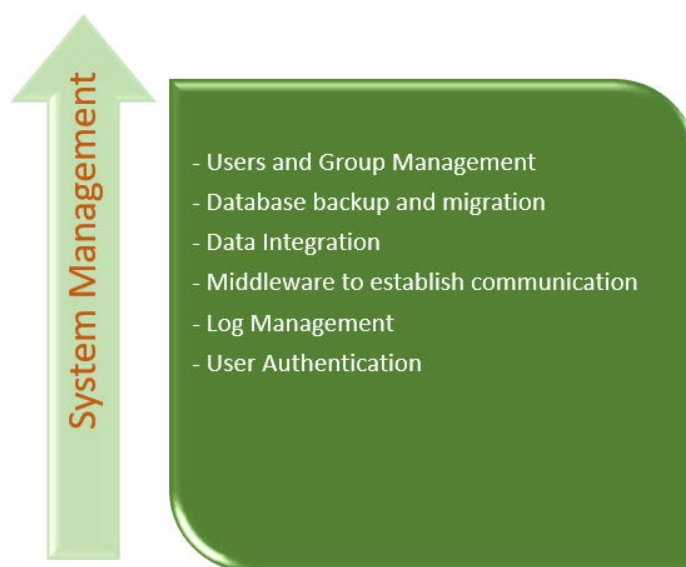 System Management
- Users and Group Management
- Database backup and migration
- Data Integration
- Middleware to establish communication
- Log Management
- User Authentication